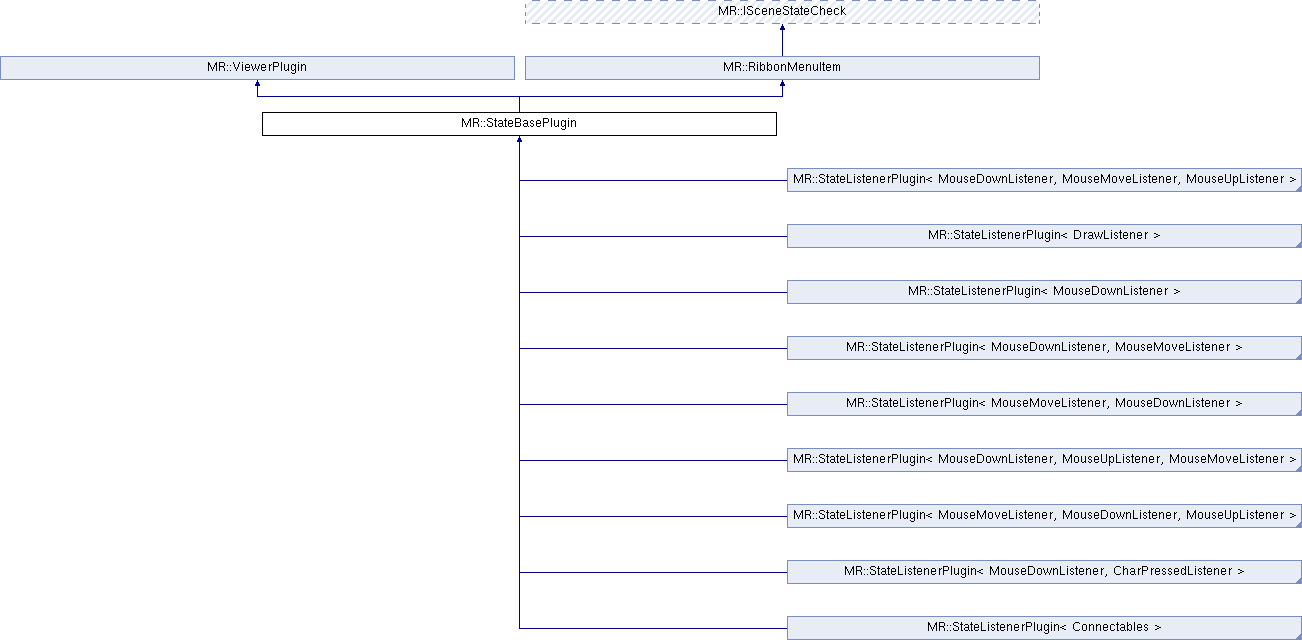 MR::ISceneStateCheck
MR::ViewerPlugin
MR::RibbonMenuItem
MR::StateBasePlugin
MR::StateListenerPlugin< MouseDownListener, MouseMoveListener, MouseUpListener >
MR::StateListenerPlugin< DrawListener >
MR::StateListenerPlugin< MouseDownListener >
MR::StateListenerPlugin< MouseDownListener, MouseMoveListener >
MR::StateListenerPlugin< MouseMoveListener, MouseDownListener >
MR::StateListenerPlugin< MouseDownListener, MouseUpListener, MouseMoveListener >
MR::StateListenerPlugin< MouseMoveListener, MouseDownListener, MouseUpListener >
MR::StateListenerPlugin< MouseDownListener, CharPressedListener >
MR::StateListenerPlugin< Connectables >